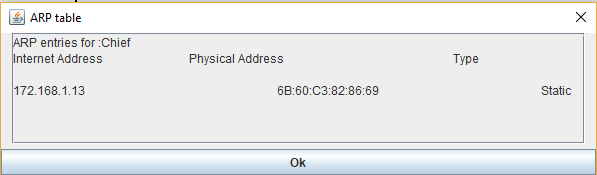 ARP table
ARP entries for :Chief
Internet Address Physical Address Type
172.168.1.13 6B:60:C3:82:86:69 Static
Ok